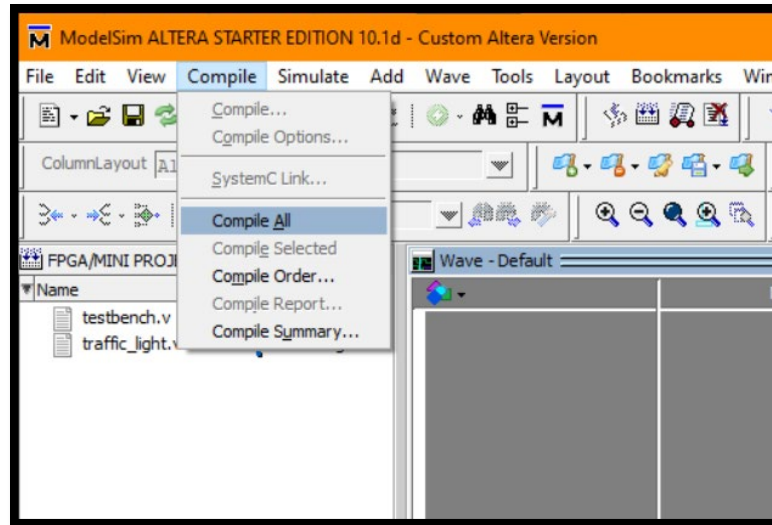 ModelSim ALTERA STARTER EDITION 10.1d - Custom Altera Version
File Edit View Compile Simulate Add Wave Tools Layout Bookmarks
ColumnLayout
Compile...
Compile Options...
SystemC Link...
Compile All
Compile Selected
Compile Order...
Compile Report...
Compile Summary...
FPGA/MINI
Wave - Default
Name
testbench.v
traffic_light.v